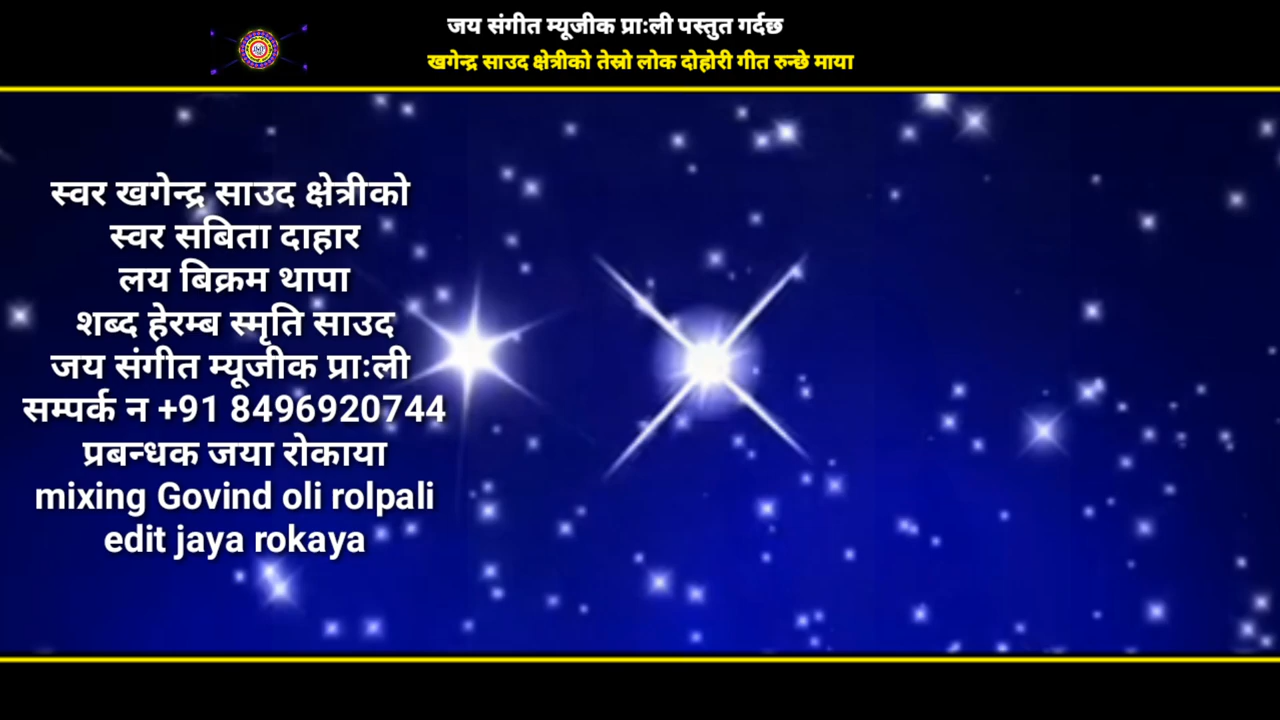 जय संगीत म्यूजीक प्राःली पस्तुत गर्दछ
खगेन्द्र साउद क्षेत्रीको तेस्रो लोक दोहोरी गीत रुन्छे माया
स्वर खगेन्द्र साउद क्षेत्रीको
स्वर सबिता दाहार
लय बिक्रम थापा
शब्द हेरम्ब स्मृति साउद
जय संगीत म्यूजीक प्राःली
सम्पर्क न +91 8496920744
प्रबन्धक जया रोकाया
mixing Govind oli rolpali
edit jaya rokaya